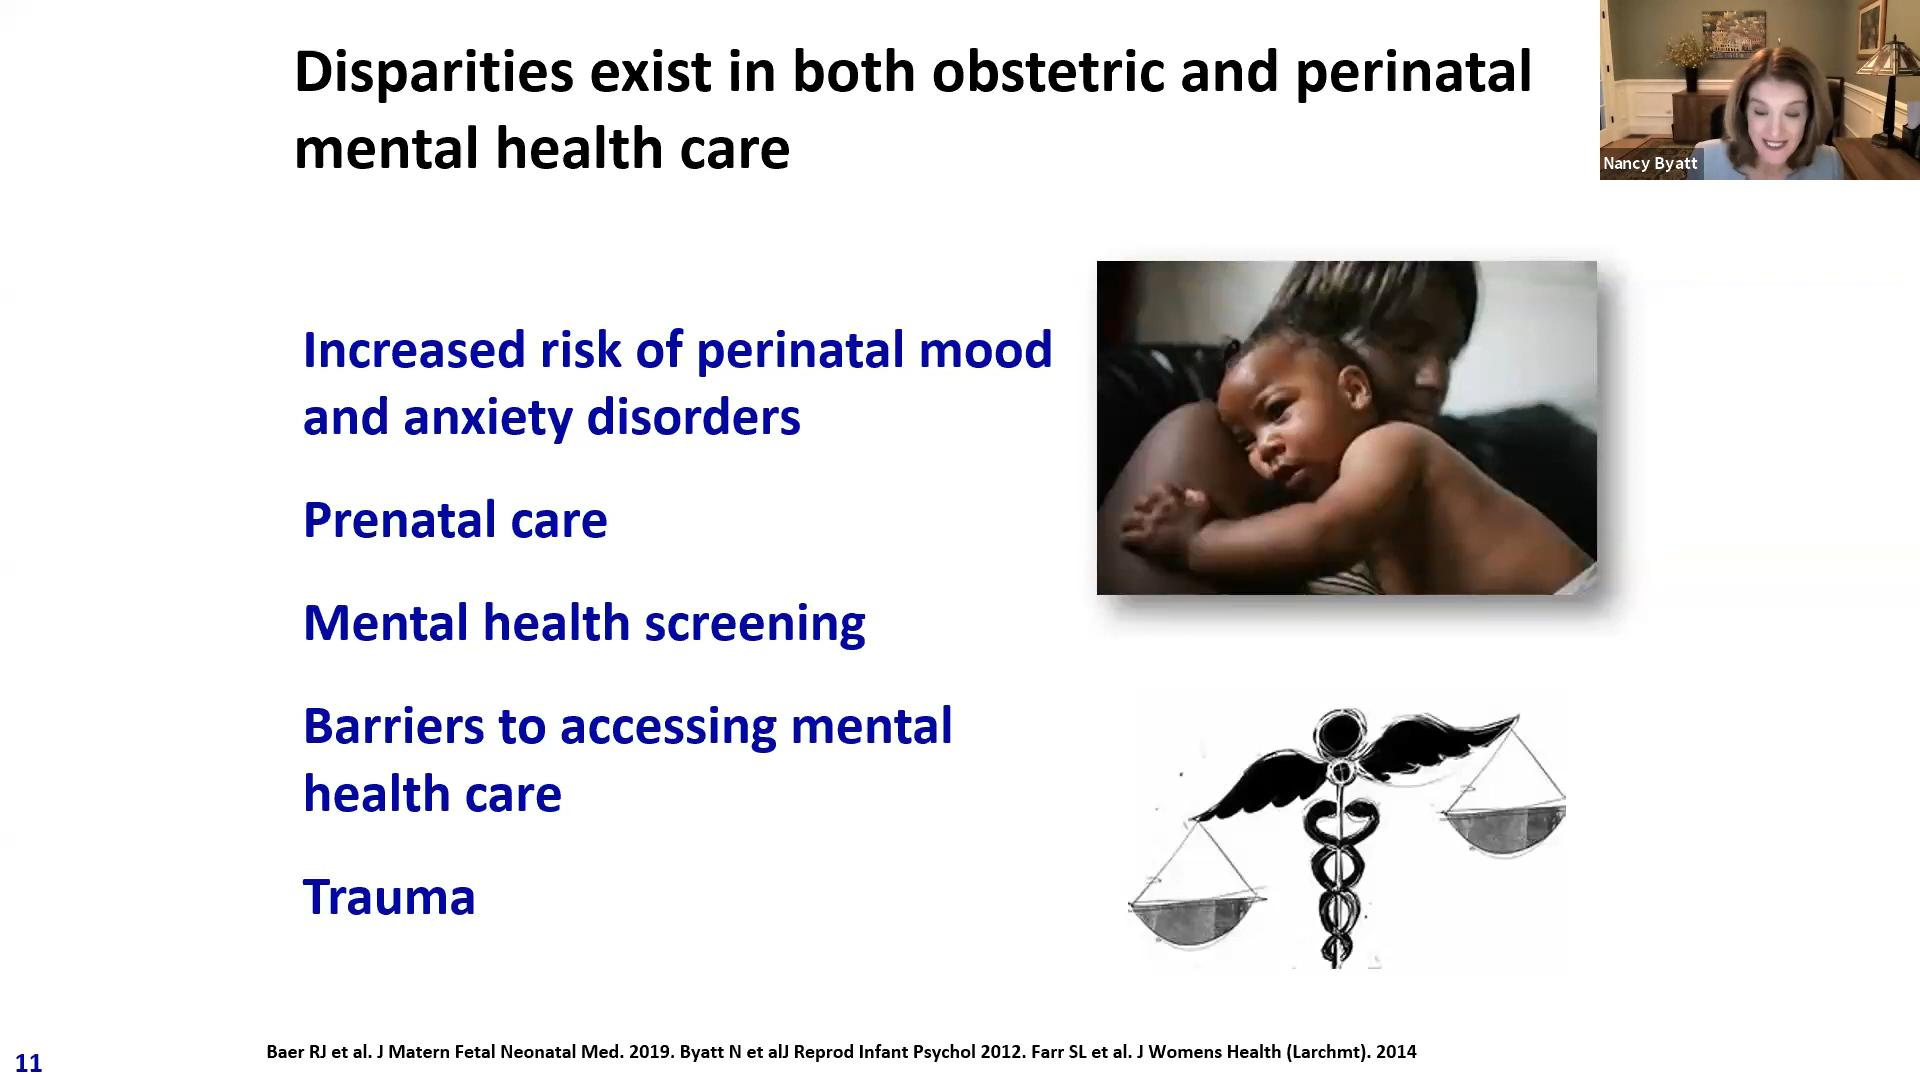 Disparities exist in both obstetric and perinatal
mental health care
Nancy Byatt
Increased risk of perinatal mood
and anxiety disorders
Prenatal care
Mental health screening
Barriers to accessing mental
health care
Trauma
11
Baer RJ et al. J Matern Fetal Neonatal Med. 2019. Byatt N et alJ Reprod Infant Psychol 2012. Farr SL et al. J Womens Health (Larchmt). 2014